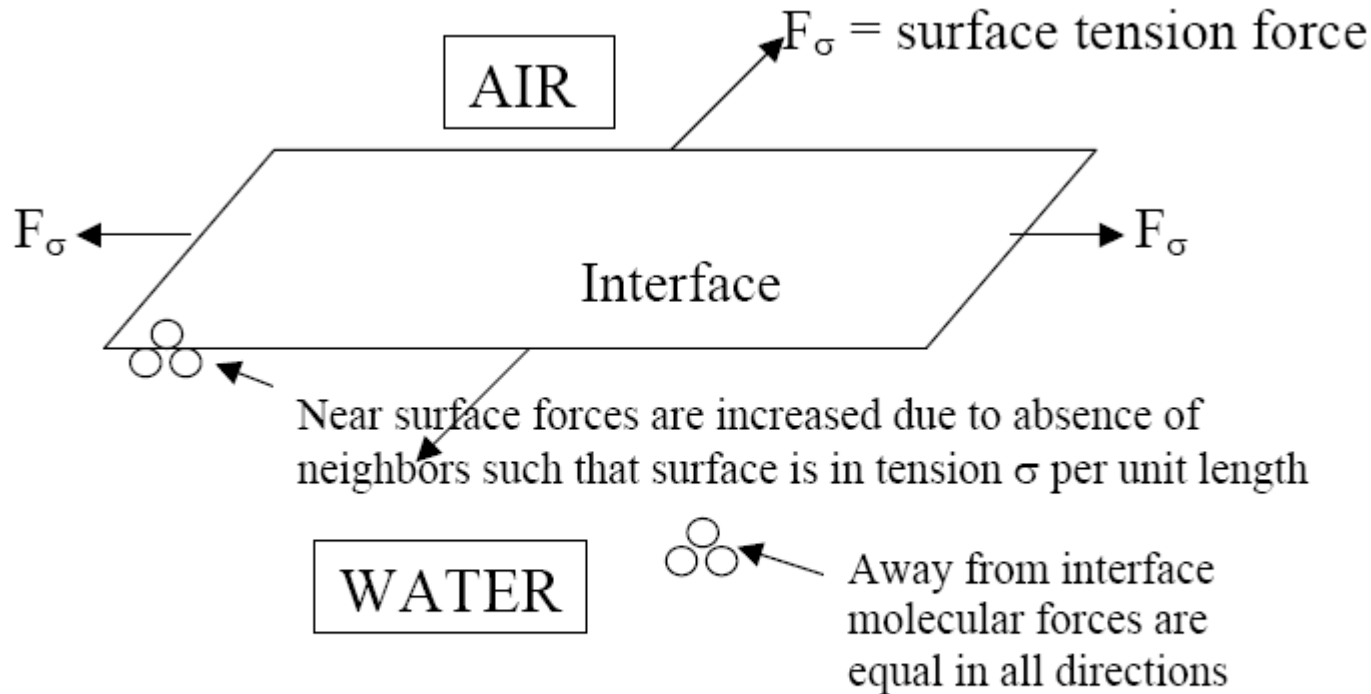 F_σ = surface tension force
AIR
F_σ
F_σ
Interface
Near surface forces are increased due to absence of
neighbors such that surface is in tension σ per unit length
WATER
Away from interface
molecular forces are
equal in all directions